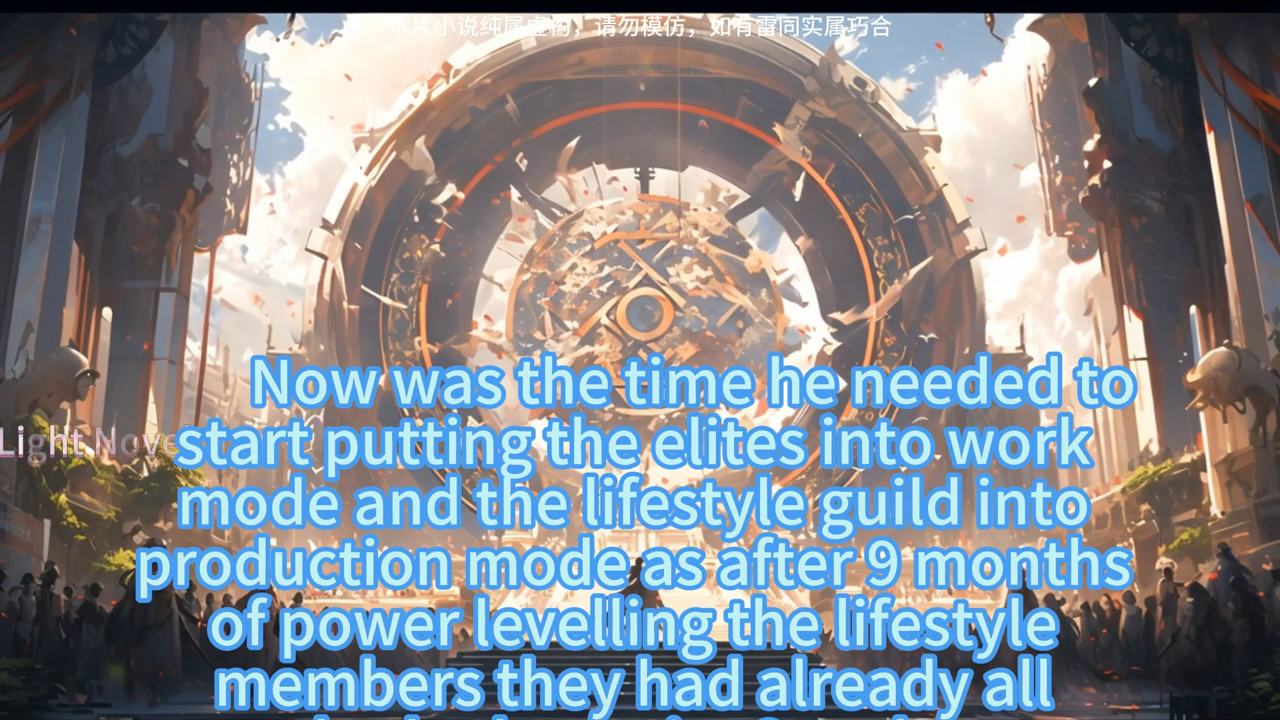 本片小说纯属虚构，请勿模仿，如有雷同实属巧合
Now was the time he needed to
Light Nove
start putting the elites into work
mode and the lifestyle guild into
production mode as after 9 months
of power levelling the lifestyle
members they had already all